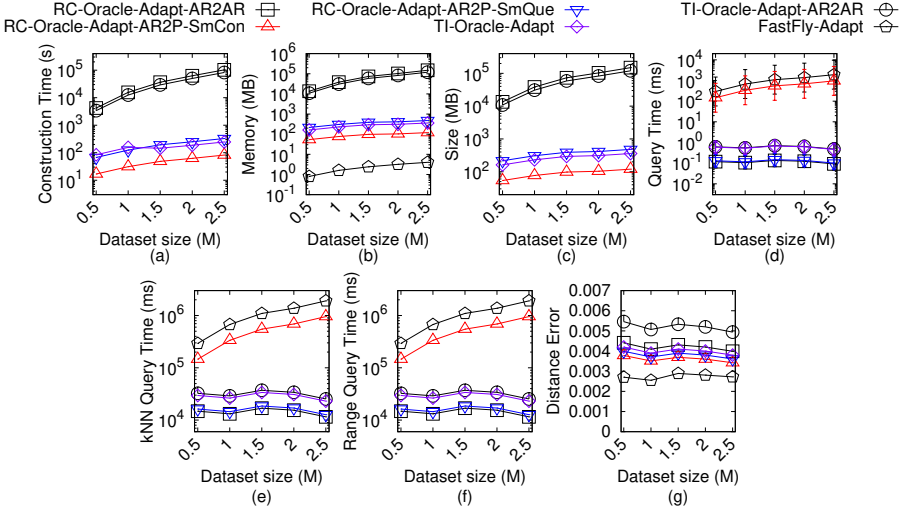 RC-Oracle-Adapt-AR2AR
RC-Oracle-Adapt-AR2P-SmQue
TI-Oracle-Adapt-AR2AR
RC-Oracle-Adapt-AR2P-SmCon
TI-Oracle-Adapt
FastFly-Adapt
Construction Time (s)
10^5
10^4
10^3
10^2
10^1
0.5 1 1.5 2 2.5
Dataset size (M)
(a)
Memory (MB)
10^6
10^5
10^4
10^3
10^2
10^1
10^0
10^-1
0.5 1 1.5 2 2.5
Dataset size (M)
(b)
Size (MB)
10^5
10^4
10^3
10^2
0.5 1 1.5 2 2.5
Dataset size (M)
(c)
Query Time (ms)
10^4
10^3
10^2
10^1
10^0
10^-1
10^-2
0.5 1 1.5 2 2.5
Dataset size (M)
(d)
kNN Query Time (ms)
10^6
10^5
10^4
0.5 1 1.5 2 2.5
Dataset size (M)
(e)
Range Query Time (ms)
10^6
10^5
10^4
0.5 1 1.5 2 2.5
Dataset size (M)
(f)
Distance Error
0.007
0.006
0.005
0.004
0.003
0.002
0.001
0
0.5 1 1.5 2 2.5
Dataset size (M)
(g)